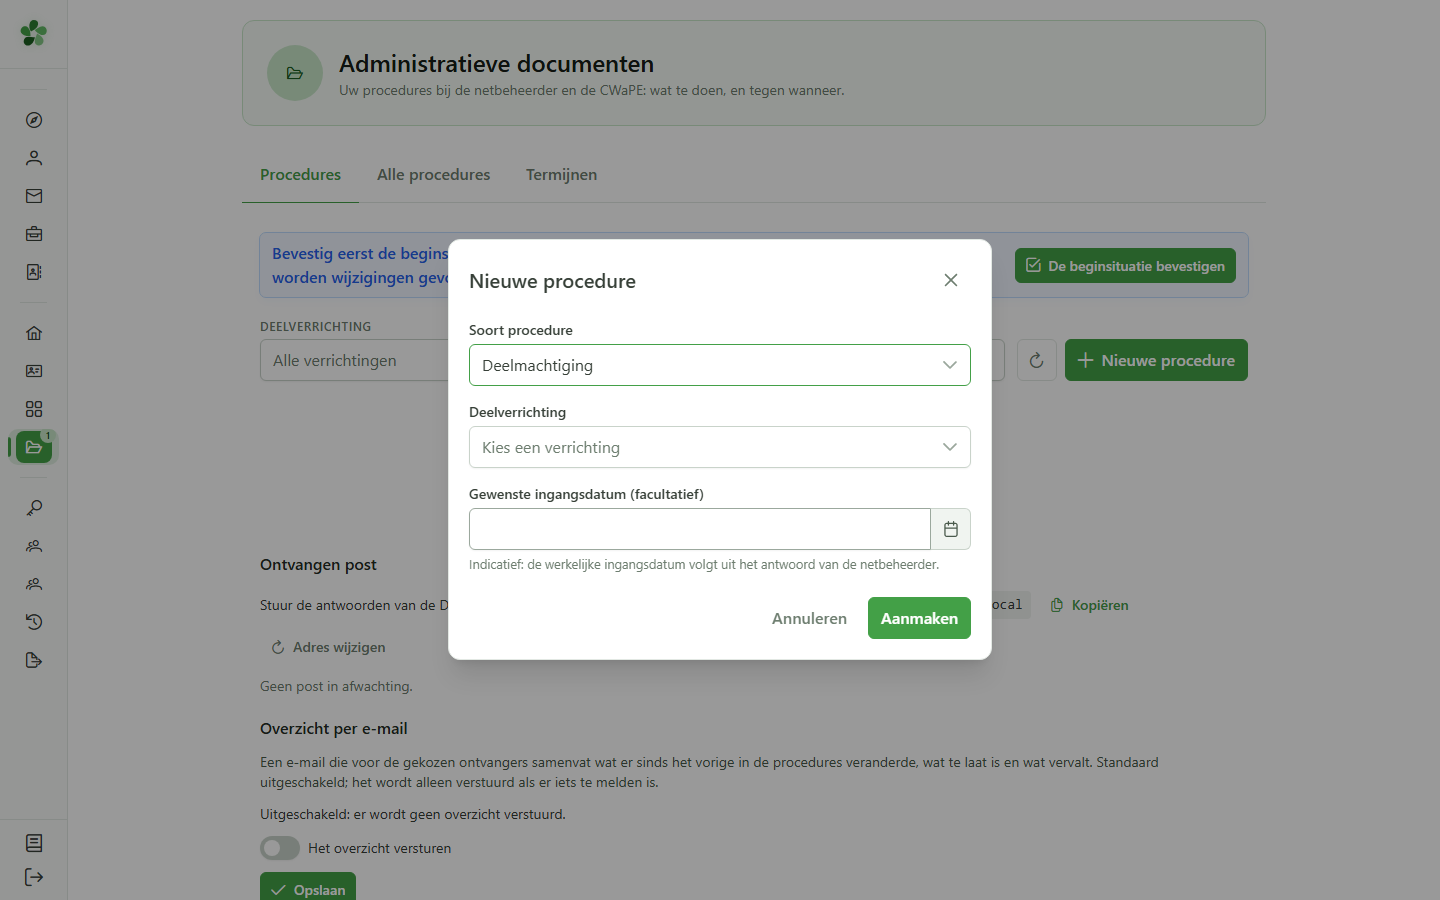 Administratieve documenten
Uw procedures bij de netbeheerder en de CWaPE: wat te doen, en tegen wanneer.
Procedures
Alle procedures
Termijnen
Bevestig eerst de
worden wijzigingen
De beginsituatie bevestigen
DEELVERRICHTING
Alle verrichtingen
Nieuwe procedure
1
Nieuwe procedure
Soort procedure
Deelmachtiging
Deelverrichting
Kies een verrichting
Gewenste ingangsdatum (facultatief)
Indicatief: de werkelijke ingangsdatum volgt uit het antwoord van de netbeheerder.
Annuleren
Aanmaken
Ontvangen post
Stuur de antwoorden van de
Kopiëren
Adres wijzigen
Geen post in afwachting.
Overzicht per e-mail
Een e-mail die voor de gekozen ontvangers samenvat wat er sinds het vorige in de procedures veranderde, wat te laat is en wat vervalt. Standaard
uitgeschakeld; het wordt alleen verstuurd als er iets te melden is.
Uitgeschakeld: er wordt geen overzicht verstuurd.
Het overzicht versturen
Opslaan